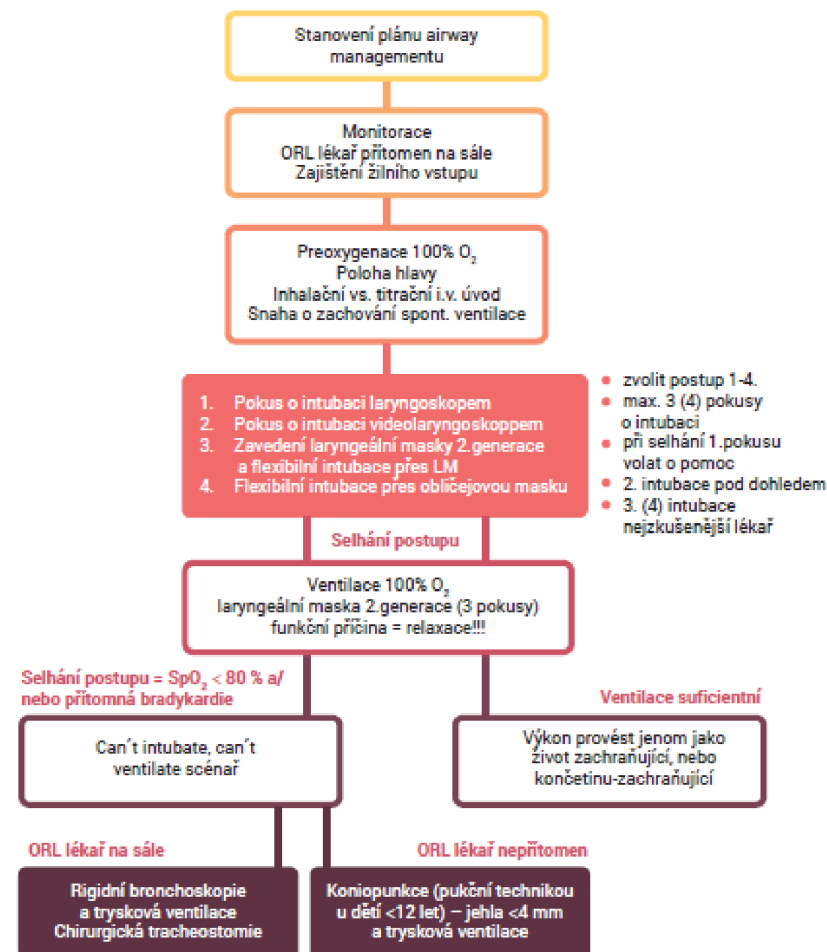 Stanovení plánu airway
managementu
Monitorace
ORL lékař přítomen na sále
Zajištění žilního vstupu
Preoxygenace 100% O₂
Poloha hlavy
Inhalační vs. titrační i.v. úvod
Snaha o zachování spont. ventilace
1. Pokus o intubaci laryngoskopem
2. Pokus o intubaci videolaryngoskoppem
3. Zavedení laryngeální masky 2.generace
a flexibilní intubace přes LM
4. Flexibilní intubace přes obličejovou masku
• zvolit postup 1-4.
• max. 3 (4) pokusy
o intubaci
• při selhání 1.pokusu
volat o pomoc
• 2. intubace pod dohledem
• 3. (4) intubace
nejzkušenější lékař
Selhání postupu
Ventilace 100% O₂
laryngeální maska 2.generace (3 pokusy)
funkční příčina = relaxace!!!
Selhání postupu = SpO₂ < 80 % a/
nebo přítomná bradykardie
Ventilace suficientní
Can´t intubate, can´t
ventilate scénař
Výkon provést jenom jako
život zachraňující, nebo
končetinu-zachraňující
ORL lékař na sále
ORL lékař nepřítomen
Rigidní bronchoskopie
a trysková ventilace
Chirurgická tracheostomie
Koniopunkce (pukční technikou
u dětí <12 let) – jehla <4 mm
a trysková ventilace